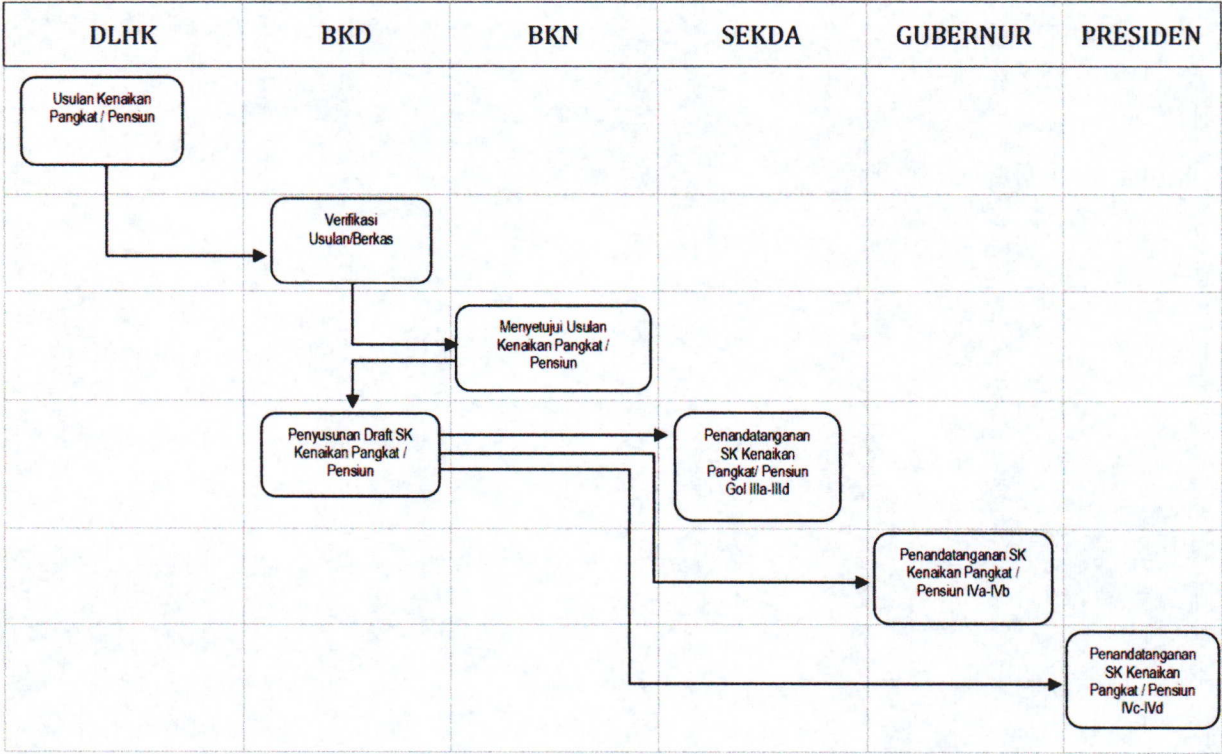 DLHK
BKD
BKN
SEKDA
GUBERNUR
PRESIDEN
Usulan Kenaikan
Pangkat / Pensiun
Verifikasi
Usulan/Berkas
Menyetujui Usulan
Kenaikan Pangkat /
Pensiun
Penyusunan Draft SK
Kenaikan Pangkat /
Pensiun
Penandatanganan
SK Kenaikan
Pangkat/ Pensiun
Gol IIIa-IIId
Penandatanganan SK
Kenaikan Pangkat /
Pensiun IVa-IVb
Penandatanganan
SK Kenaikan
Pangkat / Pensiun
IVc-IVd